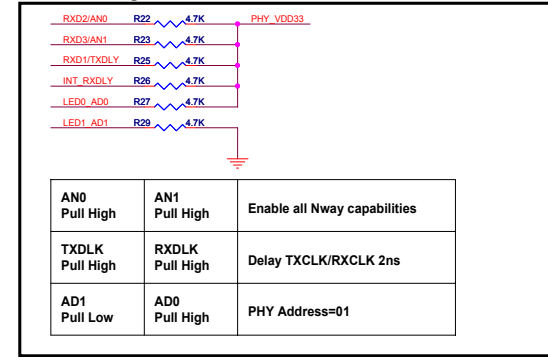 RXD2/AN0 R22 4.7K PHY_VDD33
RXD3/AN1 R23 4.7K
RXD1/TXDLY R25 4.7K
INT_RXDLY R26 4.7K
LED0_AD0 R27 4.7K
LED1_AD1 R29 4.7K
AN0 AN1
Pull High Pull High Enable all Nway capabilities
TXDLK RXDLK
Pull High Pull High Delay TXCLK/RXCLK 2ns
AD1 AD0
Pull Low Pull High PHY Address=01